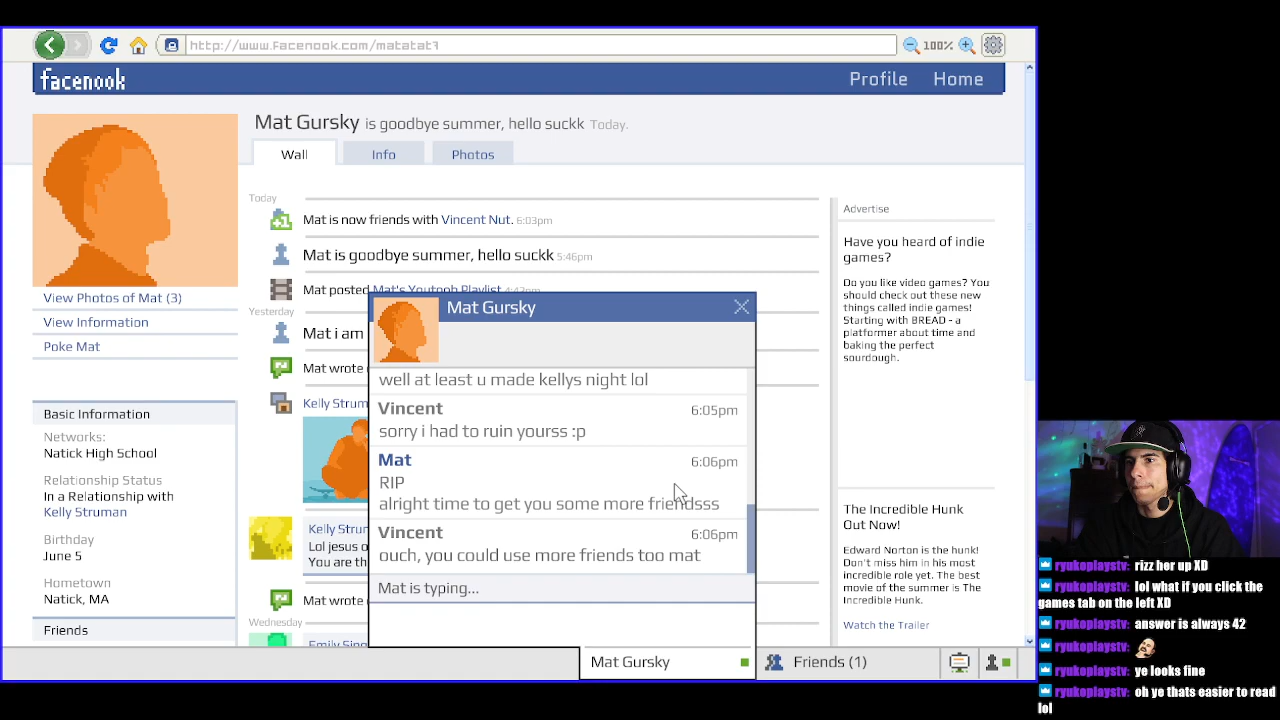 http://www.facenook.com/matatat7
100%
facenook
Profile Home
Mat Gursky is goodbye summer, hello suckk Today.
Wall Info Photos
Today
Mat is now friends with Vincent Nut. 6:03pm
Mat is goodbye summer, hello suckk 5:46pm
Mat posted Mat's Youtooh Playlist 4:43pm
Yesterday
Mat i am
Mat wrote
Kelly Strum
Kelly Strun
Lol jesus
You are th
Mat wrote
Wednesday
Emily Sin
View Photos of Mat (3)
View Information
Poke Mat
Basic Information
Networks:
Natick High School
Relationship Status
In a Relationship with
Kelly Struman
Birthday
June 5
Hometown
Natick, MA
Friends
Mat Gursky
well at least u made kellys night lol
Vincent 6:05pm
sorry i had to ruin yourss :p
Mat 6:06pm
RIP
alright time to get you some more friendsss
Vincent 6:06pm
ouch, you could use more friends too mat
Mat is typing...
Mat Gursky
Friends (1)
Advertise
Have you heard of indie
games?
Do you like video games? You
should check out these new
things called indie games!
Starting with BREAD - a
platformer about time and
baking the perfect
sourdough.
The Incredible Hunk
Out Now!
Edward Norton is the hunk!
Don't miss him in his most
incredible role yet. The best
movie of the summer is The
Incredible Hunk.
Watch the Trailer
ryukoplaystv: rizz her up XD
ryukoplaystv: lol what if you click the
games tab on the left XD
ryukoplaystv: answer is always 42
ryukoplaystv:
ryukoplaystv: ye looks fine
ryukoplaystv: oh ye thats easier to read
lol